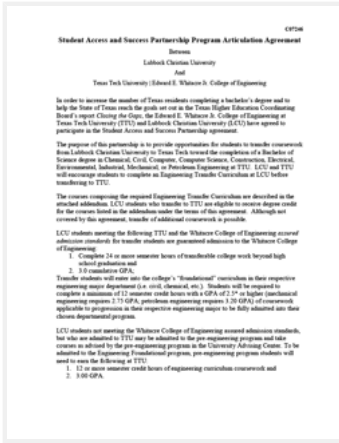 C07246
Student Access and Success Partnership Program Articulation Agreement
Between
Lubbock Christian University
And
Texas Tech University | Edward E. Whitacre Jr. College of Engineering
In order to increase the number of Texas residents completing a bachelor's degree and to
help the State of Texas reach the goals set out in the Texas Higher Education Coordinating
Board's report Closing the Gaps, the Edward E. Whitacre Jr. College of Engineering at
Texas Tech University (TTU) and Lubbock Christian University (LCU) have agreed to
participate in the Student Access and Success Partnership agreement.
The purpose of this partnership is to provide opportunities for students to transfer coursework
from Lubbock Christian University to Texas Tech toward the completion of a Bachelor of
Science degree in Chemical, Civil, Computer, Computer Science, Construction, Electrical,
Environmental, Industrial, Mechanical, or Petroleum Engineering at TTU. LCU and TTU
will encourage students to complete an Engineering Transfer Curriculum at LCU before
transferring to TTU.
The courses composing the required Engineering Transfer Curriculum are described in the
attached addendum. LCU students who transfer to TTU are eligible to receive degree credit
for the courses listed in the addendum under the terms of this agreement. Although not
covered by this agreement, transfer of additional coursework is possible.
LCU students meeting the following TTU and the Whitacre College of Engineering assured
admission standards for transfer students are guaranteed admission to the Whitacre College
of Engineering:
1. Complete 24 or more semester hours of transferable college work beyond high
school graduation and
2. 3.0 cumulative GPA;
Transfer students will enter into the college's "foundational" curriculum in their respective
engineering major department (i.e. civil, chemical, etc.). Students will be required to
complete a minimum of 12 semester credit hours with a GPA of 2.5* or higher (mechanical
engineering requires 2.75 GPA; petroleum engineering requires 3.20 GPA) of coursework
applicable to progression in their respective engineering major to be fully admitted into their
chosen departmental program.
LCU students not meeting the Whitacre College of Engineering assured admission standards,
but who are admitted to TTU may be admitted to the pre-engineering program and take
courses as advised by the pre-engineering program in the University Advising Center. To be
admitted to the Engineering Foundational program, pre-engineering program students will
need to earn the following at TTU:
1. 12 or more semester credit hours of engineering curriculum coursework and
2. 3.00 GPA.